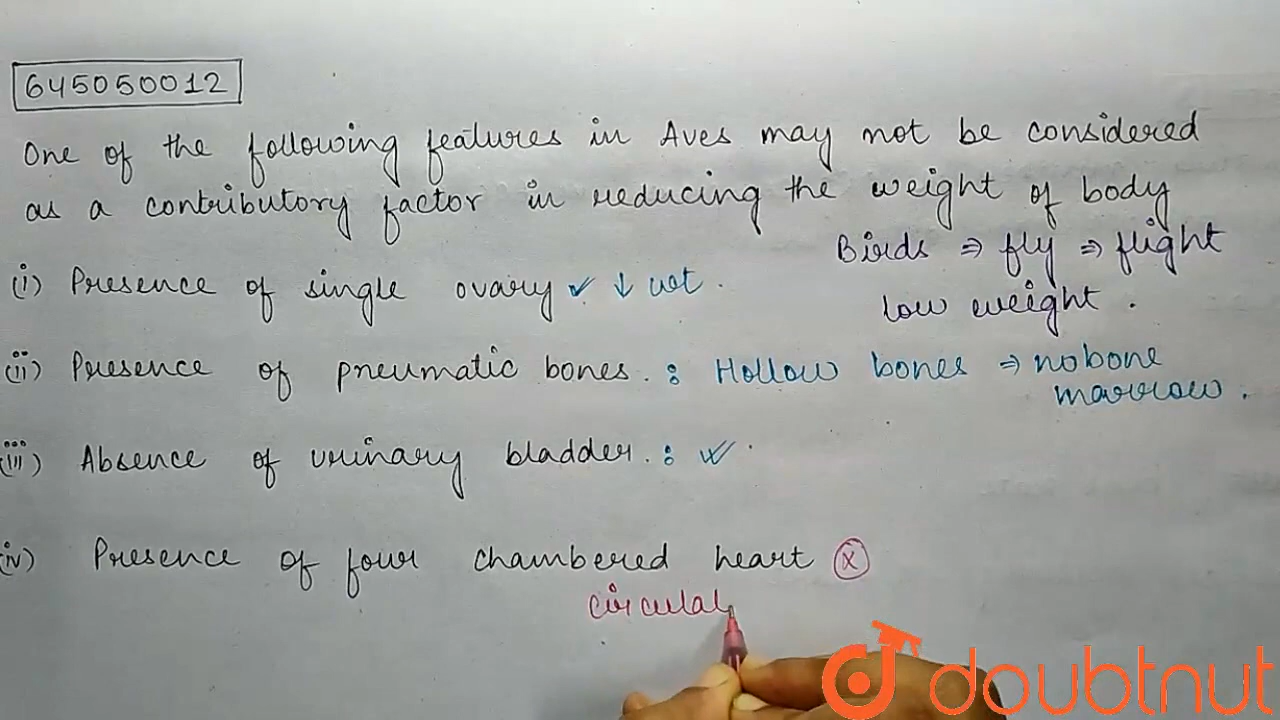 645050012
One of the following features in Aves may not be considered
as a contributory factor in reducing the weight of body
Birds ⇒ fly ⇒ flight
low weight.
(i) Presence of single ovary ✓ ↓ wt.
(ii) Presence of pneumatic bones. : Hollow bones ⇒ no bone
marrow.
(iii) Absence of urinary bladder. : ✓.
(iv) Presence of four chambered heart (x)
circulat
doubtnut